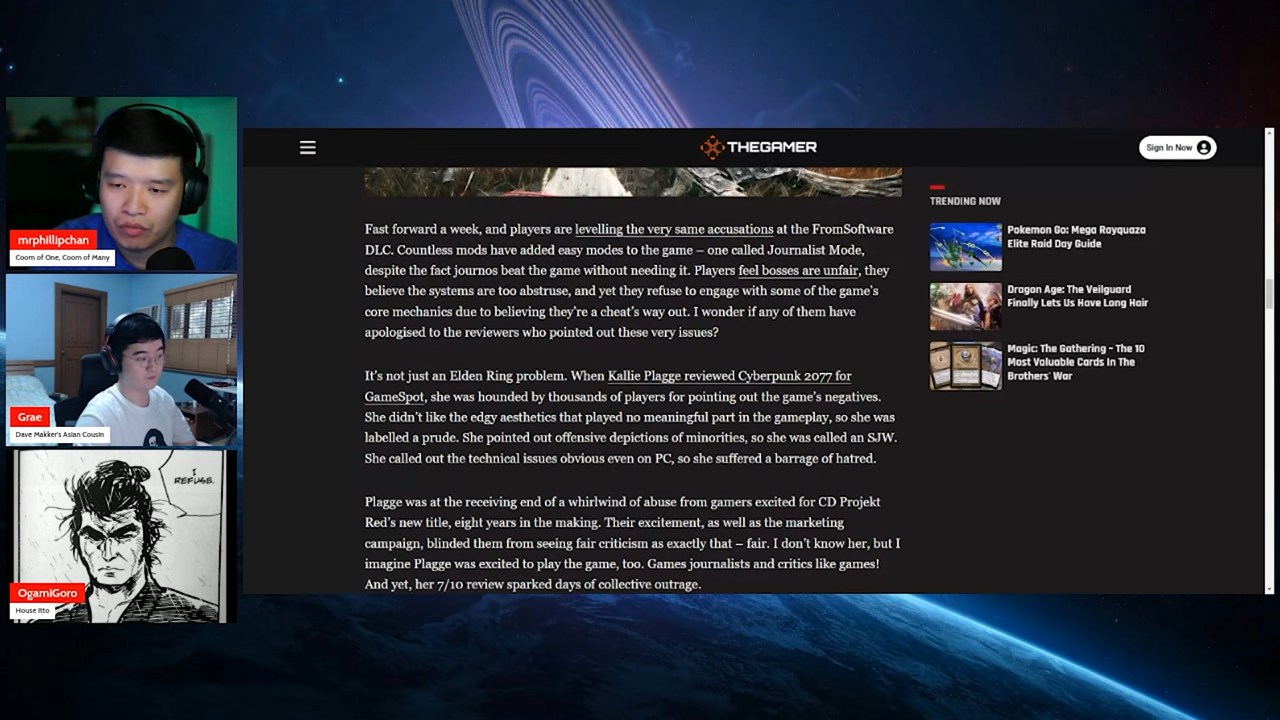 THEGAMER
Sign In Now
I
REFUSE.
mrphillipchan
Coom of One, Coom of Many
Grae
Dave Makker's Asian Cousin
OgamiGoro
House Itto
Fast forward a week, and players are levelling the very same accusations at the FromSoftware
DLC. Countless mods have added easy modes to the game – one called Journalist Mode,
despite the fact journos beat the game without needing it. Players feel bosses are unfair, they
believe the systems are too abstruse, and yet they refuse to engage with some of the game's
core mechanics due to believing they're a cheat's way out. I wonder if any of them have
apologised to the reviewers who pointed out these very issues?
It's not just an Elden Ring problem. When Kallie Plagge reviewed Cyberpunk 2077 for
GameSpot, she was hounded by thousands of players for pointing out the game's negatives.
She didn't like the edgy aesthetics that played no meaningful part in the gameplay, so she was
labelled a prude. She pointed out offensive depictions of minorities, so she was called an SJW.
She called out the technical issues obvious even on PC, so she suffered a barrage of hatred.
Plagge was at the receiving end of a whirlwind of abuse from gamers excited for CD Projekt
Red's new title, eight years in the making. Their excitement, as well as the marketing
campaign, blinded them from seeing fair criticism as exactly that – fair. I don't know her, but I
imagine Plagge was excited to play the game, too. Games journalists and critics like games!
And yet, her 7/10 review sparked days of collective outrage.
TRENDING NOW
Pokemon Go: Mega Rayquaza
Elite Raid Day Guide
Dragon Age: The Veilguard
Finally Lets Us Have Long Hair
Magic: The Gathering – The 10
Most Valuable Cards In The
Brothers' War